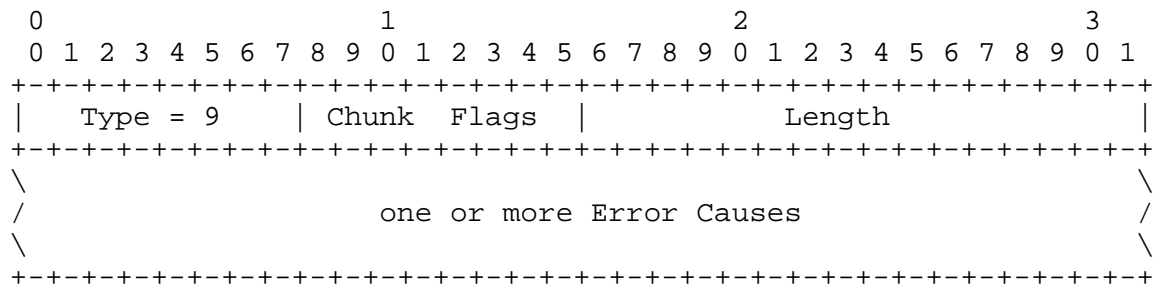 0                   1                   2                   3
 0 1 2 3 4 5 6 7 8 9 0 1 2 3 4 5 6 7 8 9 0 1 2 3 4 5 6 7 8 9 0 1
+-+-+-+-+-+-+-+-+-+-+-+-+-+-+-+-+-+-+-+-+-+-+-+-+-+-+-+-+-+-+-+-+
|   Type = 9    | Chunk  Flags  |           Length              |
+-+-+-+-+-+-+-+-+-+-+-+-+-+-+-+-+-+-+-+-+-+-+-+-+-+-+-+-+-+-+-+-+
\                                                               \
/                    one or more Error Causes                   /
\                                                               \
+-+-+-+-+-+-+-+-+-+-+-+-+-+-+-+-+-+-+-+-+-+-+-+-+-+-+-+-+-+-+-+-+